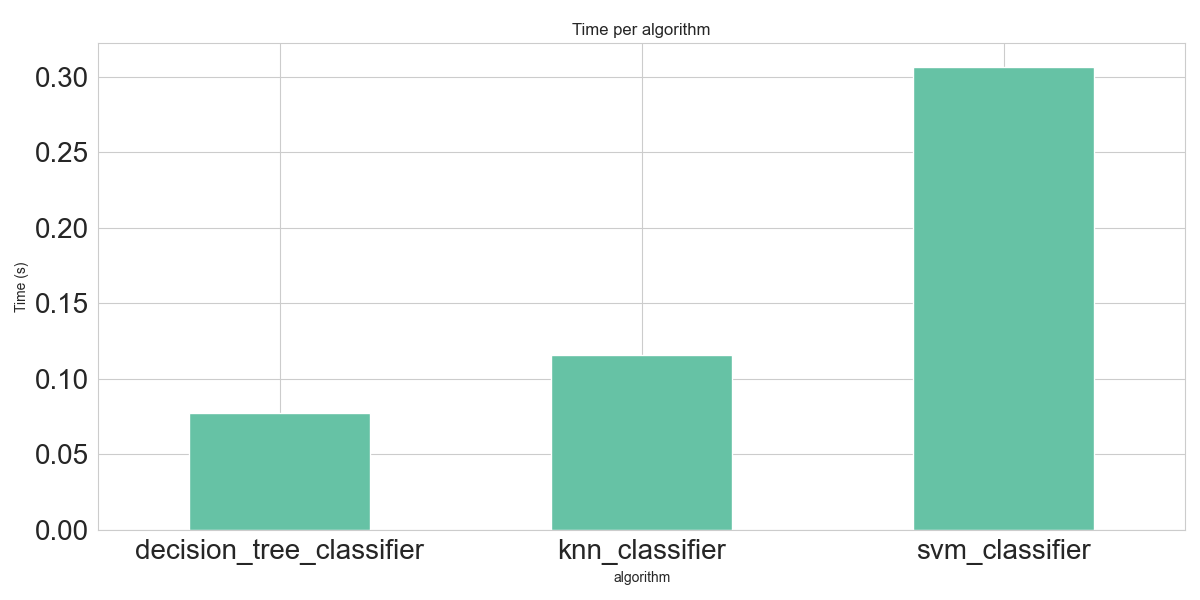 Time per algorithm
Time (s)
0.30
0.25
0.20
0.15
0.10
0.05
0.00
decision_tree_classifier knn_classifier svm_classifier
algorithm